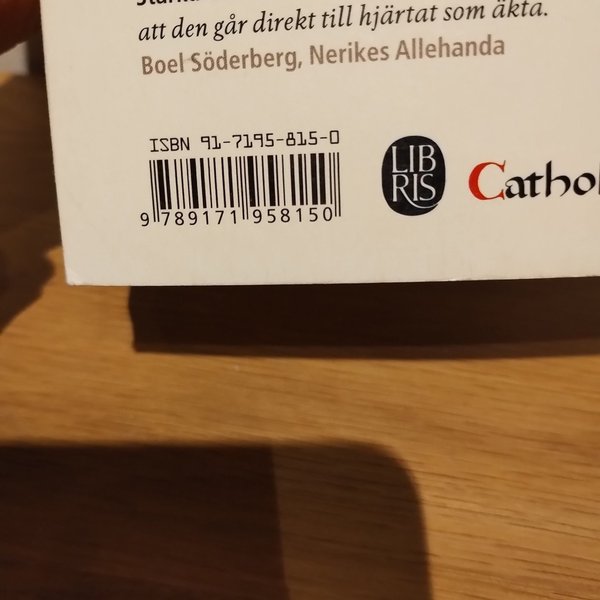 att den går direkt till hjärtat som äkta.
Boel Söderberg, Nerikes Allehanda
ISBN 91-7195-815-0
9 789171 958150
LIB
RIS
Cathol